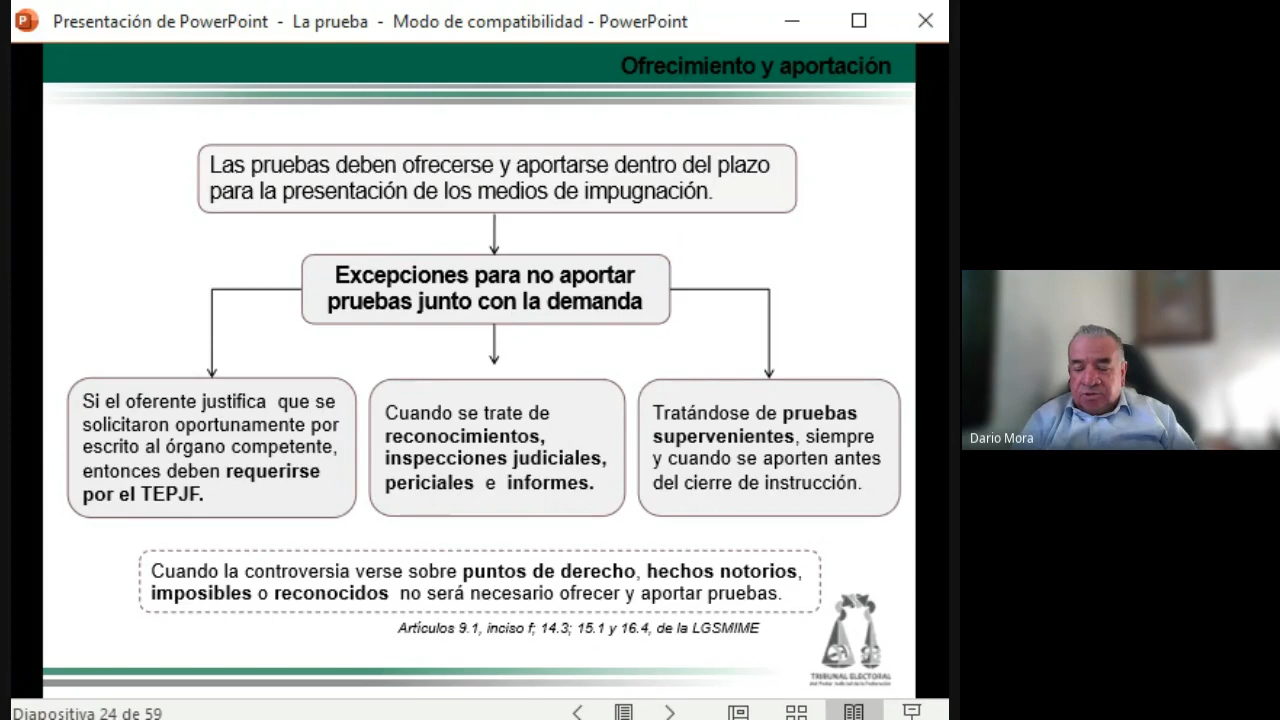 Presentación de PowerPoint - La prueba - Modo de compatibilidad - PowerPoint
Ofrecimiento y aportación
Las pruebas deben ofrecerse y aportarse dentro del plazo
para la presentación de los medios de impugnación.
Excepciones para no aportar
pruebas junto con la demanda
Si el oferente justifica que se
solicitaron oportunamente por
escrito al órgano competente,
entonces deben requerirse
por el TEPJF.
Cuando se trate de
reconocimientos,
inspecciones judiciales,
periciales e informes.
Tratándose de pruebas
supervenientes, siempre
y cuando se aporten antes
del cierre de instrucción.
Dario Mora
Cuando la controversia verse sobre puntos de derecho, hechos notorios,
imposibles o reconocidos no será necesario ofrecer y aportar pruebas.
Artículos 9.1, inciso f; 14.3; 15.1 y 16.4, de la LGSMIME
TRIBUNAL ELECTORAL
del Poder Judicial de la Federación
Diapositiva 24 de 59